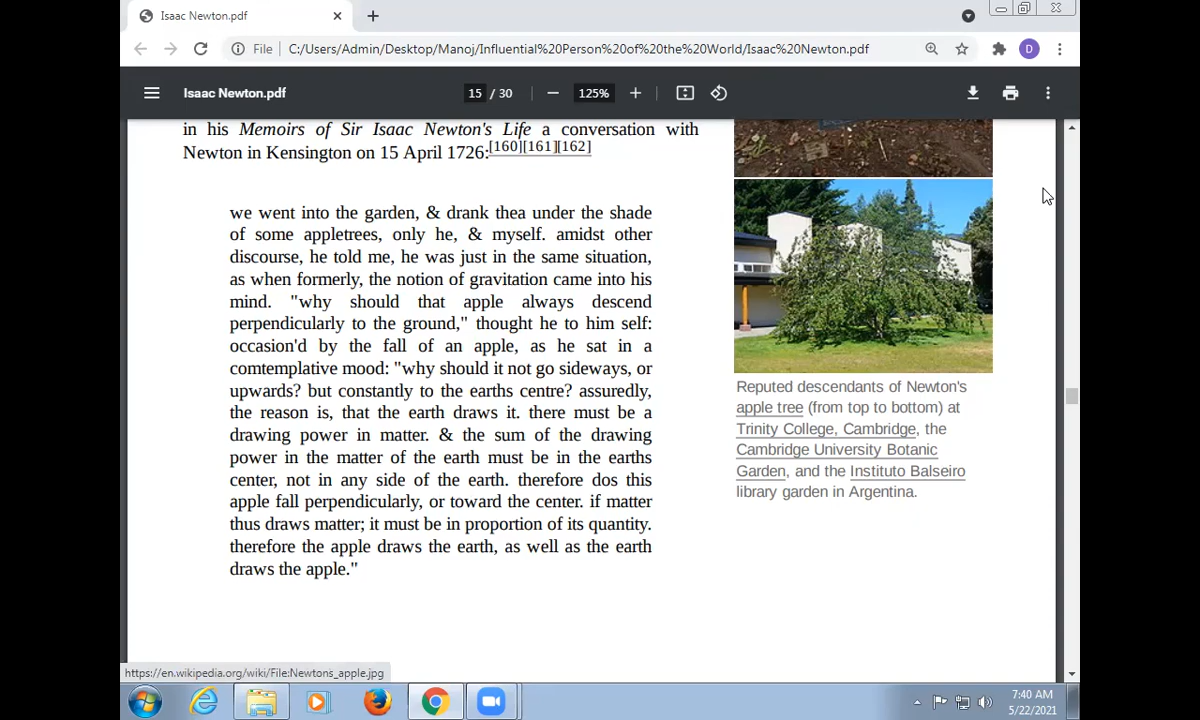 Isaac Newton.pdf
File
C:/Users/Admin/Desktop/Manoj/Influential%20Person%20of%20the%20World/Isaac%20Newton.pdf
D
Isaac Newton.pdf
15 / 30
125%
in his Memoirs of Sir Isaac Newton's Life a conversation with
Newton in Kensington on 15 April 1726:[160][161][162]
we went into the garden, & drank thea under the shade
of some appletrees, only he, & myself. amidst other
discourse, he told me, he was just in the same situation,
as when formerly, the notion of gravitation came into his
mind. "why should that apple always descend
perpendicularly to the ground," thought he to him self:
occasion'd by the fall of an apple, as he sat in a
comtemplative mood: "why should it not go sideways, or
upwards? but constantly to the earths centre? assuredly,
the reason is, that the earth draws it. there must be a
drawing power in matter. & the sum of the drawing
power in the matter of the earth must be in the earths
center, not in any side of the earth. therefore dos this
apple fall perpendicularly, or toward the center. if matter
thus draws matter; it must be in proportion of its quantity.
therefore the apple draws the earth, as well as the earth
draws the apple."
Reputed descendants of Newton's
apple tree (from top to bottom) at
Trinity College, Cambridge, the
Cambridge University Botanic
Garden, and the Instituto Balseiro
library garden in Argentina.
https://en.wikipedia.org/wiki/File:Newtons_apple.jpg
7:40 AM
5/22/2021